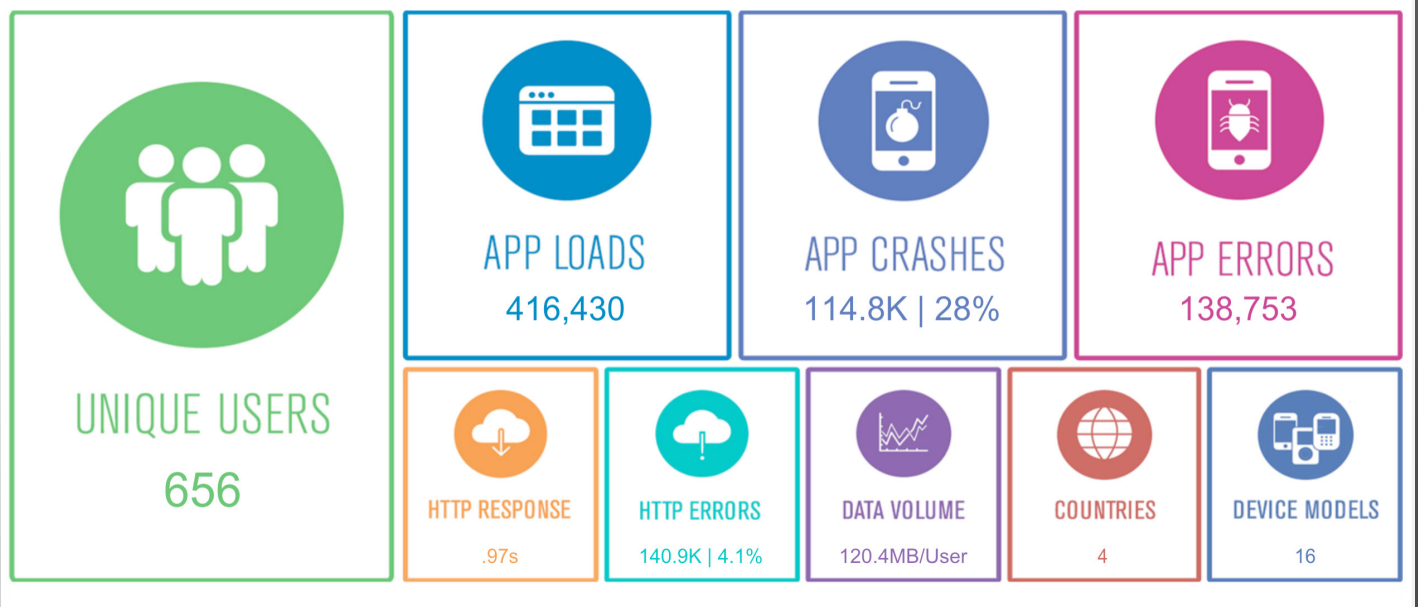 UNIQUE USERS
656
APP LOADS
416,430
APP CRASHES
114.8K | 28%
APP ERRORS
138,753
HTTP RESPONSE
.97s
HTTP ERRORS
140.9K | 4.1%
DATA VOLUME
120.4MB/User
COUNTRIES
4
DEVICE MODELS
16